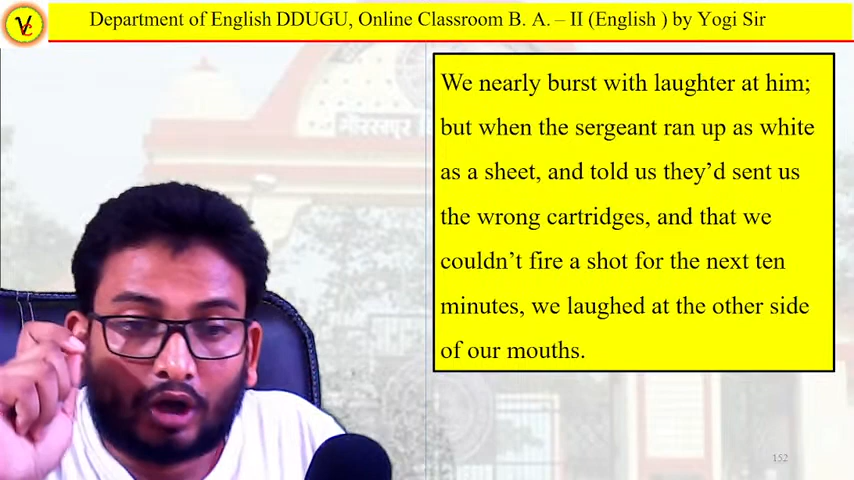 Department of English DDUGU, Online Classroom B. A. – II (English ) by Yogi Sir
We nearly burst with laughter at him;
but when the sergeant ran up as white
as a sheet, and told us they’d sent us
the wrong cartridges, and that we
couldn’t fire a shot for the next ten
minutes, we laughed at the other side
of our mouths.
152